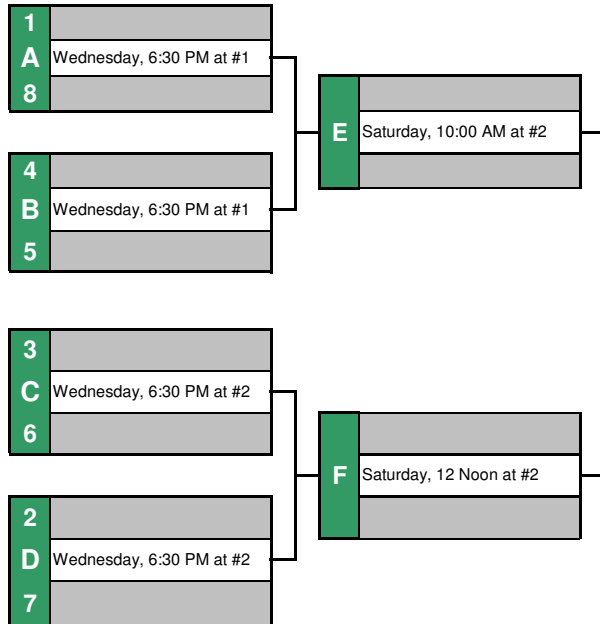 1
A Wednesday, 6:30 PM at #1
8
E Saturday, 10:00 AM at #2
4
B Wednesday, 6:30 PM at #1
5
3
C Wednesday, 6:30 PM at #2
6
F Saturday, 12 Noon at #2
2
D Wednesday, 6:30 PM at #2
7